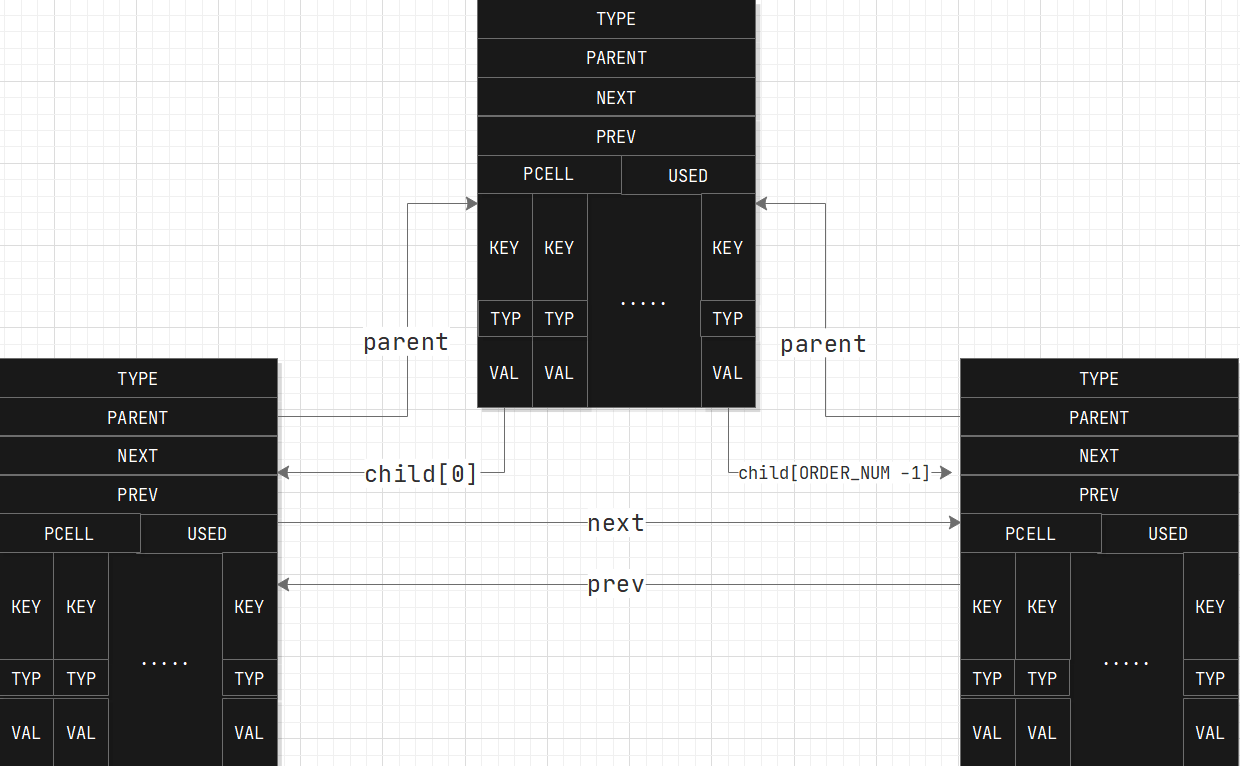 TYPE
PARENT
NEXT
PREV
PCELL USED
KEY KEY KEY
.....
TYP TYP TYP
VAL VAL VAL
parent
parent
child[0]
child[ORDER_NUM -1]
next
prev
TYPE
PARENT
NEXT
PREV
PCELL USED
KEY KEY KEY
.....
TYP TYP TYP
VAL VAL VAL
TYPE
PARENT
NEXT
PREV
PCELL USED
KEY KEY KEY
.....
TYP TYP TYP
VAL VAL VAL